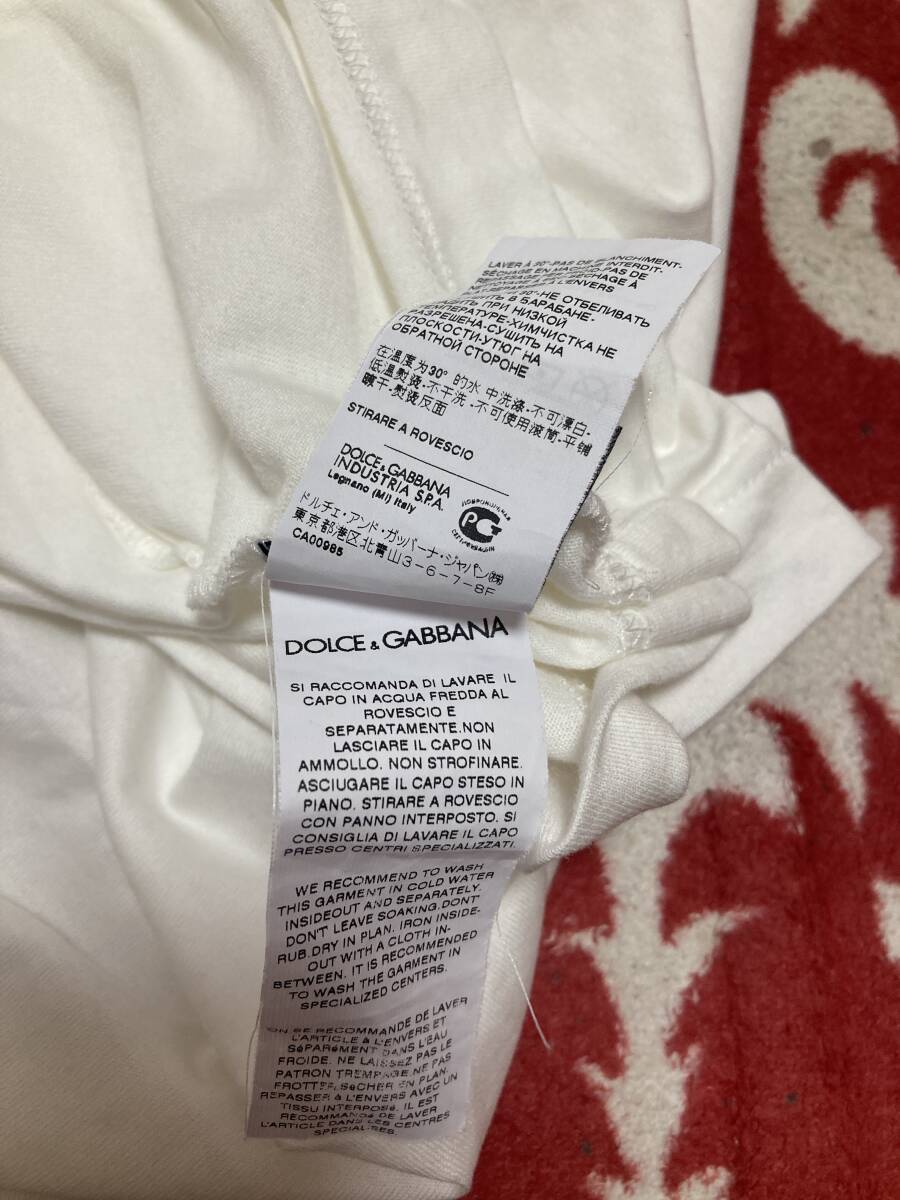 LAVER À 30°-PAS DE BLANCHIMENT-
SÉCHAGE EN MACHINE INTERDIT-
REPASSAGE SÉCHAGE À
L'ENVERS
30°-НЕ ОТБЕЛИВАТЬ
В БАРАБАНЕ-
ПРИ НИЗКОЙ
ТЕМПЕРАТУРЕ-ХИМЧИСТКА НЕ
РАЗРЕШЕНА-СУШИТЬ НА
ПЛОСКОСТИ-УТЮГ НА
ОБРАТНОЙ СТОРОНЕ
在温度为30° 的水 中洗涤·不可漂白·
低温熨烫·不干洗·不可使用滚筒·平铺
曬干·熨烫反面
STIRARE A ROVESCIO
DOLCE&GABBANA
INDUSTRIA S.P.A.
Legnano (MI) Italy
ドルチェ・アンド・ガッバーナ・ジャパン㈱
東京都港区北青山3-6-7-8F
CA00985
DOLCE & GABBANA
SI RACCOMANDA DI LAVARE IL
CAPO IN ACQUA FREDDA AL
ROVESCIO E
SEPARATAMENTE.NON
LASCIARE IL CAPO IN
AMMOLLO. NON STROFINARE.
ASCIUGARE IL CAPO STESO IN
PIANO. STIRARE A ROVESCIO
CON PANNO INTERPOSTO. SI
CONSIGLIA DI LAVARE IL CAPO
PRESSO CENTRI SPECIALIZZATI.
WE RECOMMEND TO WASH
THIS GARMENT IN COLD WATER
INSIDEOUT AND SEPARATELY.
DON'T LEAVE SOAKING.DON'T
RUB.DRY IN PLAN. IRON INSIDE-
OUT WITH A CLOTH IN-
BETWEEN. IT IS RECOMMENDED
TO WASH THE GARMENT IN
SPECIALIZED CENTERS.
ON SE RECOMMANDE DE LAVER
L'ARTICLE à L'ENVERS ET
SéPARéMENT DANS L'EAU
FROIDE. NE LAISSEZ PAS LE
PATRON TREMPAGE.NE PAS
FROTTER. SéCHER EN PLAN.
REPASSER à L'ENVERS AVEC UN
TISSU INTERPOSé. IL EST
RECOMMANDé DE LAVER
L'ARTICLE DANS LES CENTRES
SPECIAL-SES.